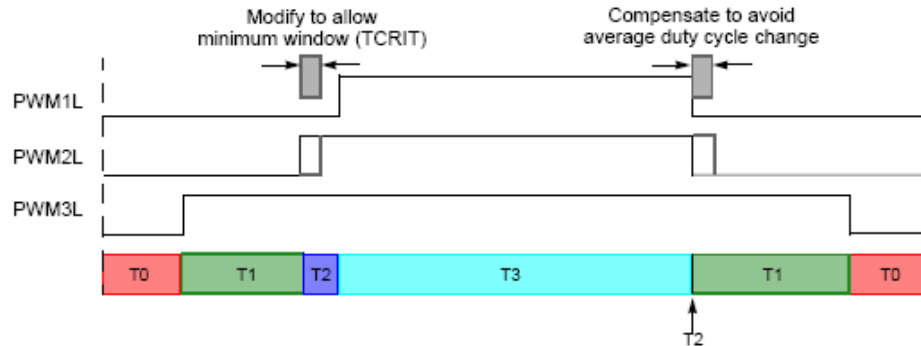 Modify to allow
minimum window (TCRIT)
Compensate to avoid
average duty cycle change
PWM1L
PWM2L
PWM3L
T0 T1 T2 T3 T1 T0
T2